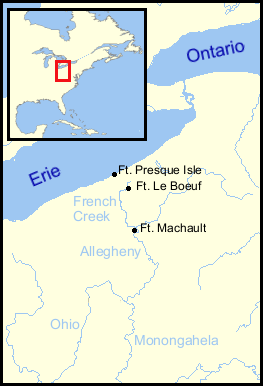 Ontario
Erie
Ft. Presque Isle
Ft. Le Boeuf
French
Creek
Ft. Machault
Allegheny
Ohio
Monongahela